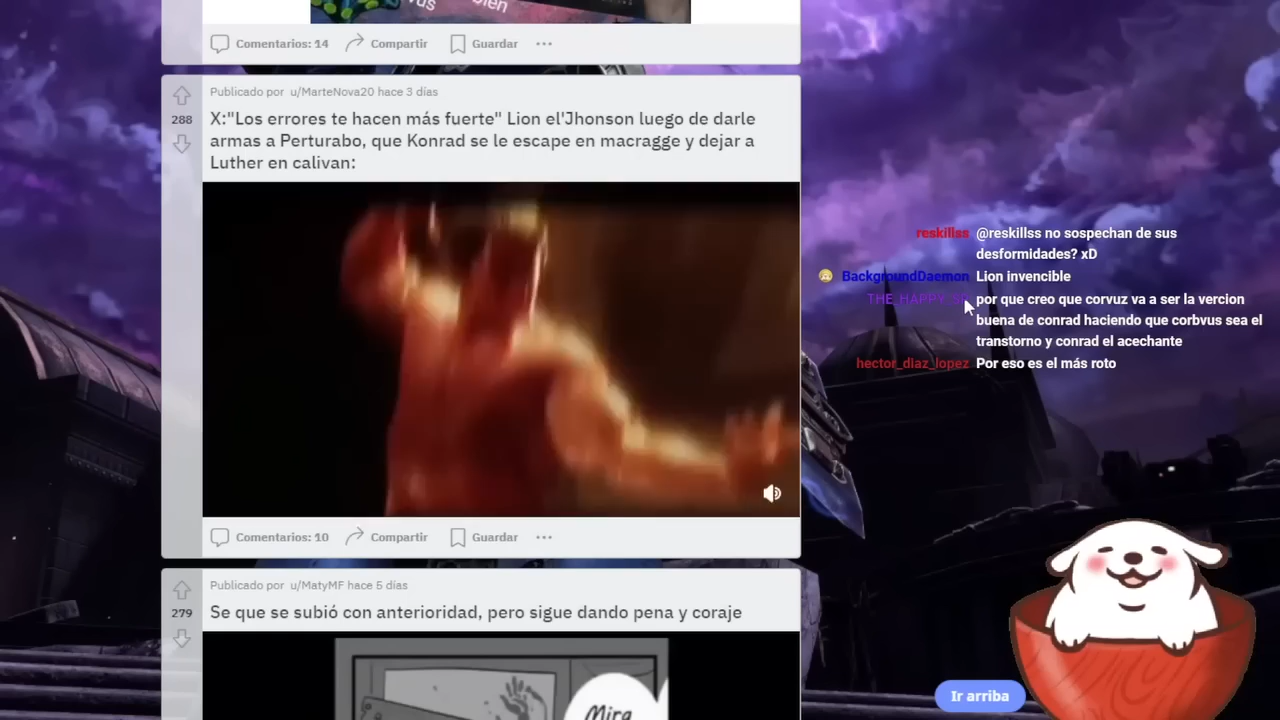 vus
bien
Comentarios: 14 Compartir Guardar
Publicado por u/MarteNova20 hace 3 días
288
X:"Los errores te hacen más fuerte" Lion el'Jhonson luego de darle
armas a Perturabo, que Konrad se le escape en macragge y dejar a
Luther en calivan:
Comentarios: 10 Compartir Guardar
Publicado por u/MatyMF hace 5 días
279
Se que se subió con anterioridad, pero sigue dando pena y coraje
Mira
reskillss @reskillss no sospechan de sus
desformidades? xD
BackgroundDaemon Lion invencible
por que creo que corvuz va a ser la vercion
buena de conrad haciendo que corbvus sea el
transtorno y conrad el acechante
hector_diaz_lopez Por eso es el más roto
Ir arriba